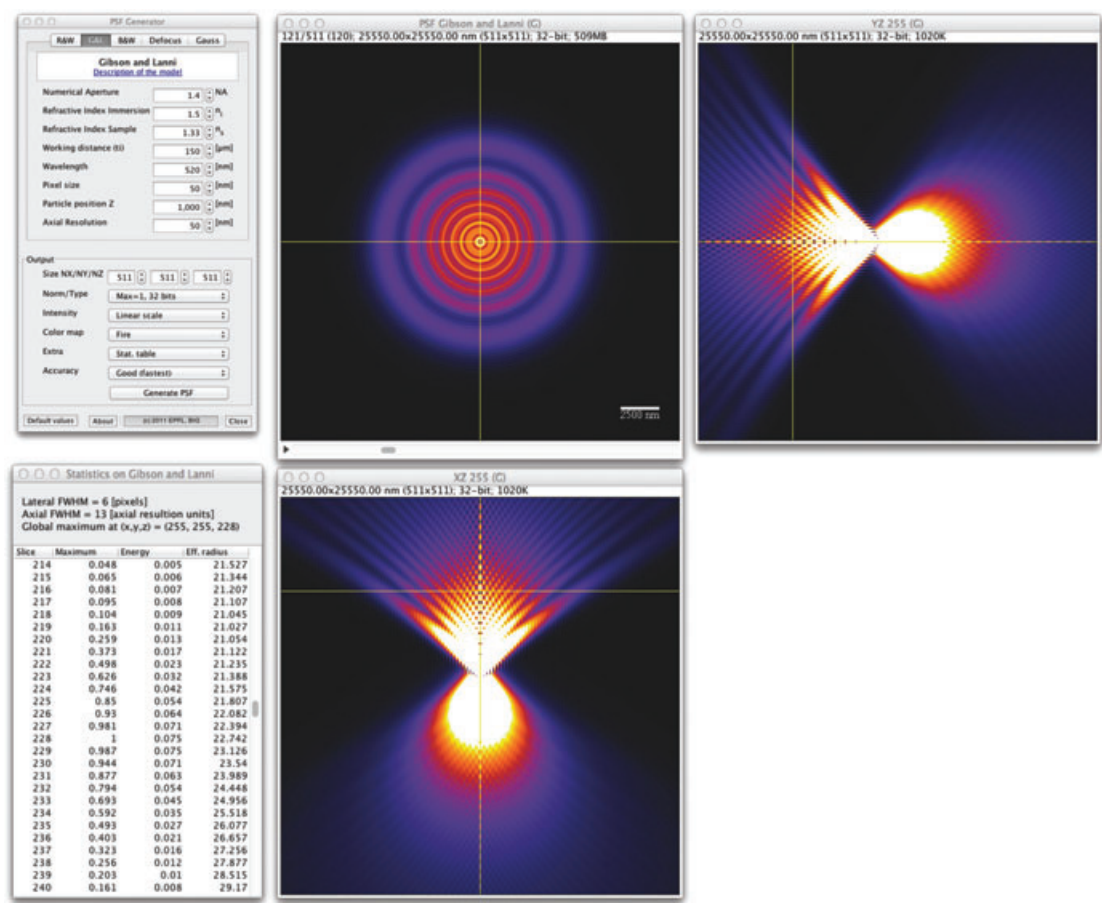 PSF Generator
R&W G&L B&W Defocus Gauss
Gibson and Lanni
Description of the model
Numerical Aperture 1.4 NA
Refractive Index Immersion 1.5 ni
Refractive Index Sample 1.33 ns
Working distance (ti) 150 [µm]
Wavelength 520 [nm]
Pixel size 50 [nm]
Particle position Z 1,000 [nm]
Axial Resolution 50 [nm]
Output
Size NX/NY/NZ 511 511 511
Norm/Type Max=1, 32 bits
Intensity Linear scale
Color map Fire
Extra Stat. table
Accuracy Good (fastest)
Generate PSF
Default values About (c) 2011 EPFL, BIG Close
PSF Gibson and Lanni (G)
121/511 (120); 25550.00x25550.00 nm (511x511); 32-bit; 509MB
2500 nm
YZ 255 (G)
25550.00x25550.00 nm (511x511); 32-bit; 1020K
Statistics on Gibson and Lanni
Lateral FWHM = 6 [pixels]
Axial FWHM = 13 [axial resultion units]
Global maximum at (x,y,z) = (255, 255, 228)
Slice Maximum Energy Eff. radius
214 0.048 0.005 21.527
215 0.065 0.006 21.344
216 0.081 0.007 21.207
217 0.095 0.008 21.107
218 0.104 0.009 21.045
219 0.163 0.011 21.027
220 0.259 0.013 21.054
221 0.373 0.017 21.122
222 0.498 0.023 21.235
223 0.626 0.032 21.388
224 0.746 0.042 21.575
225 0.85 0.054 21.807
226 0.93 0.064 22.082
227 0.981 0.071 22.394
228 1 0.075 22.742
229 0.987 0.075 23.126
230 0.944 0.071 23.54
231 0.877 0.063 23.989
232 0.794 0.054 24.448
233 0.693 0.045 24.956
234 0.592 0.035 25.518
235 0.493 0.027 26.077
236 0.403 0.021 26.657
237 0.323 0.016 27.256
238 0.256 0.012 27.877
239 0.203 0.01 28.515
240 0.161 0.008 29.17
XZ 255 (G)
25550.00x25550.00 nm (511x511); 32-bit; 1020K